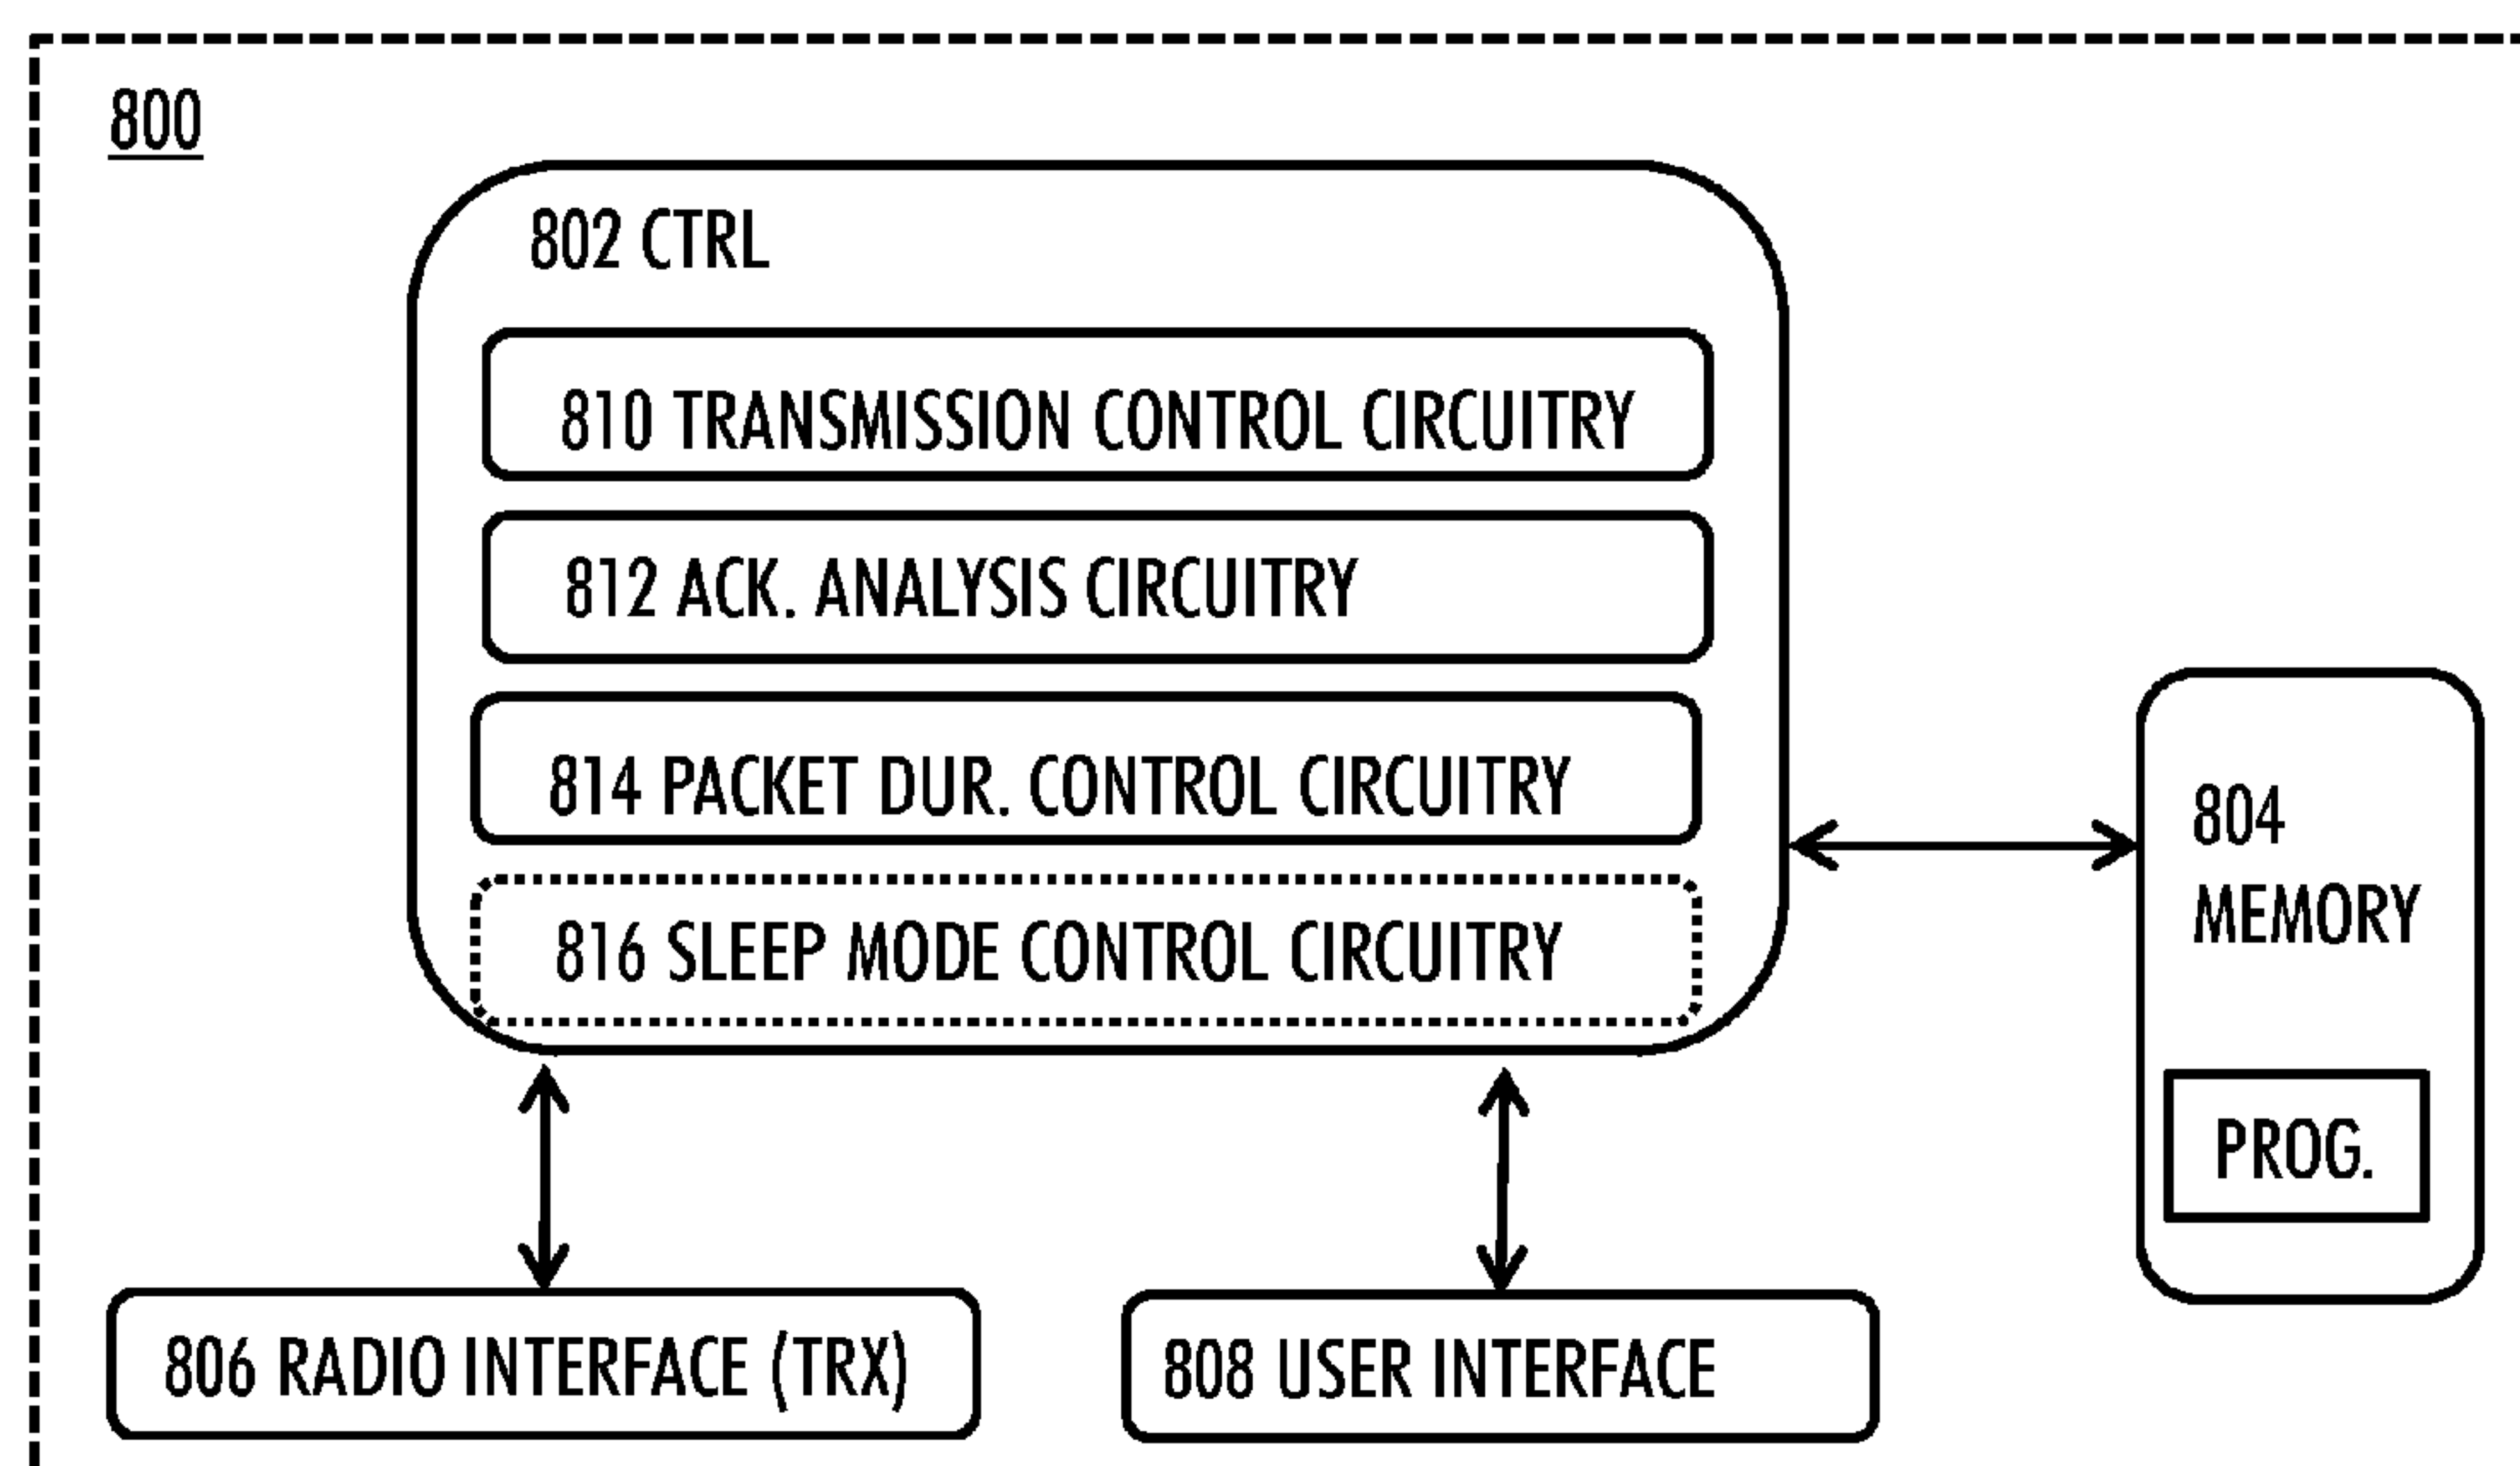 800
802 CTRL
810 TRANSMISSION CONTROL CIRCUITRY
812 ACK. ANALYSIS CIRCUITRY
814 PACKET DUR. CONTROL CIRCUITRY
816 SLEEP MODE CONTROL CIRCUITRY
804
MEMORY
PROG.
806 RADIO INTERFACE (TRX)
808 USER INTERFACE